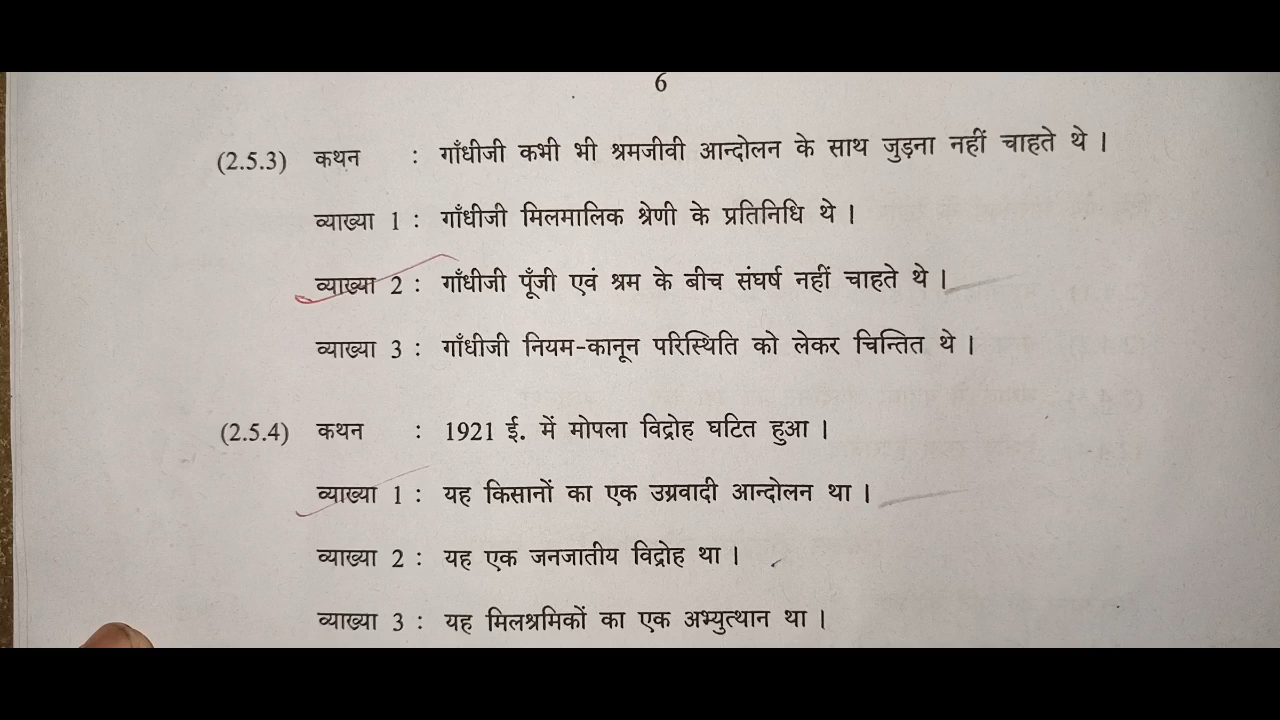 6
(2.5.3) कथन : गाँधीजी कभी भी श्रमजीवी आन्दोलन के साथ जुड़ना नहीं चाहते थे ।
व्याख्या 1 : गाँधीजी मिलमालिक श्रेणी के प्रतिनिधि थे ।
व्याख्या 2 : गाँधीजी पूँजी एवं श्रम के बीच संघर्ष नहीं चाहते थे ।
व्याख्या 3 : गाँधीजी नियम-कानून परिस्थिति को लेकर चिन्तित थे ।
(2.5.4) कथन : 1921 ई. में मोपला विद्रोह घटित हुआ ।
व्याख्या 1 : यह किसानों का एक उग्रवादी आन्दोलन था ।
व्याख्या 2 : यह एक जनजातीय विद्रोह था ।
व्याख्या 3 : यह मिलश्रमिकों का एक अभ्युत्थान था ।